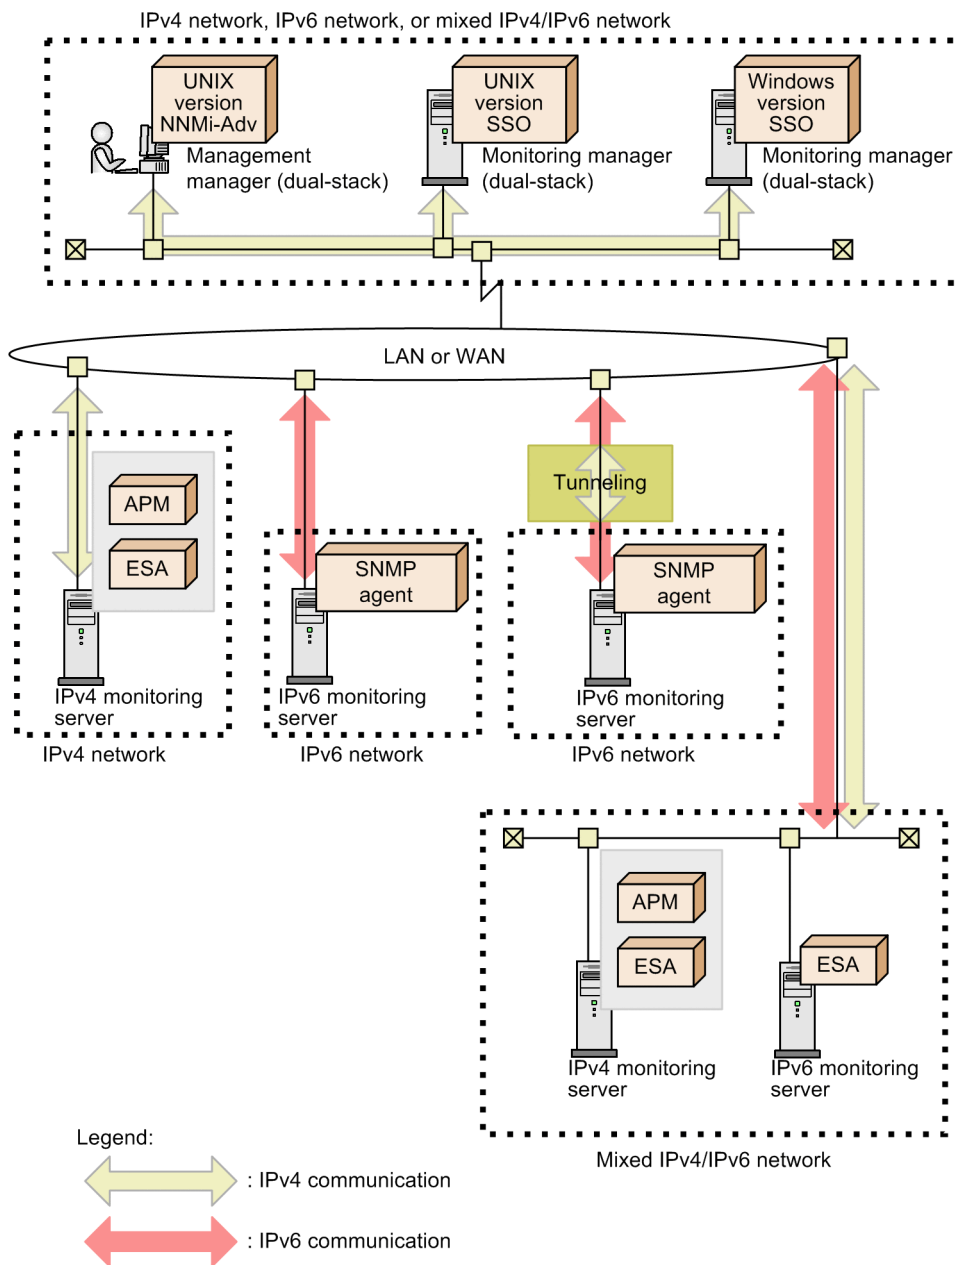 IPv4 network, IPv6 network, or mixed IPv4/IPv6 network
UNIX
version
NNMi-Adv
UNIX
version
SSO
Windows
version
SSO
Management
manager (dual-stack)
Monitoring manager
(dual-stack)
Monitoring manager
(dual-stack)
LAN or WAN
APM
ESA
IPv4 monitoring
server
IPv4 network
SNMP
agent
IPv6 monitoring
server
IPv6 network
Tunneling
SNMP
agent
IPv6 monitoring
server
IPv6 network
APM
ESA
IPv4 monitoring
server
ESA
IPv6 monitoring
server
Mixed IPv4/IPv6 network
Legend:
: IPv4 communication
: IPv6 communication